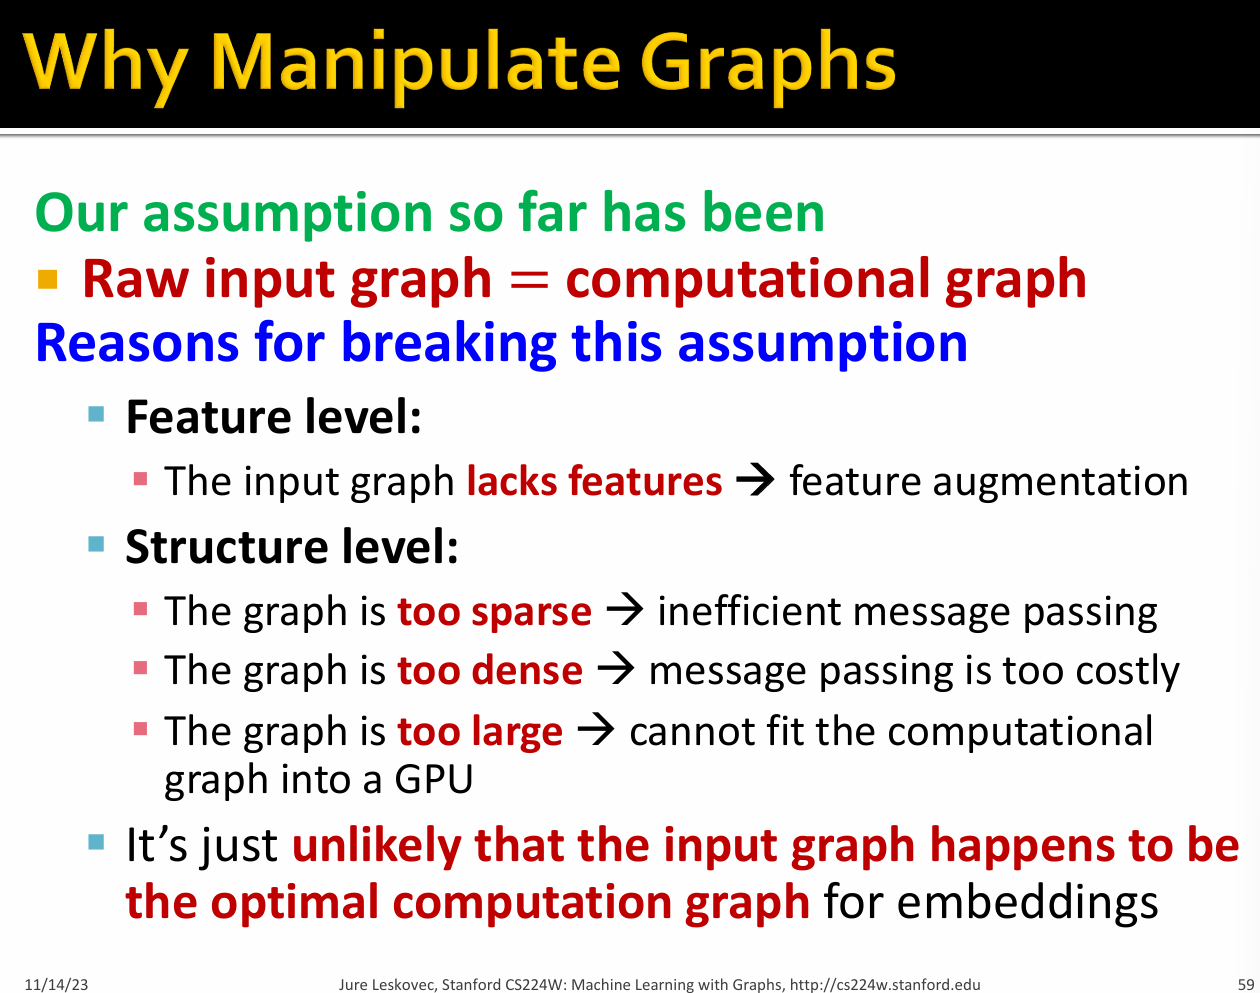 Why Manipulate Graphs
Our assumption so far has been
▪ Raw input graph = computational graph
Reasons for breaking this assumption
▪ Feature level:
▪ The input graph lacks features → feature augmentation
▪ Structure level:
▪ The graph is too sparse → inefficient message passing
▪ The graph is too dense → message passing is too costly
▪ The graph is too large → cannot fit the computational
graph into a GPU
▪ It’s just unlikely that the input graph happens to be
the optimal computation graph for embeddings
11/14/23 Jure Leskovec, Stanford CS224W: Machine Learning with Graphs, http://cs224w.stanford.edu 59